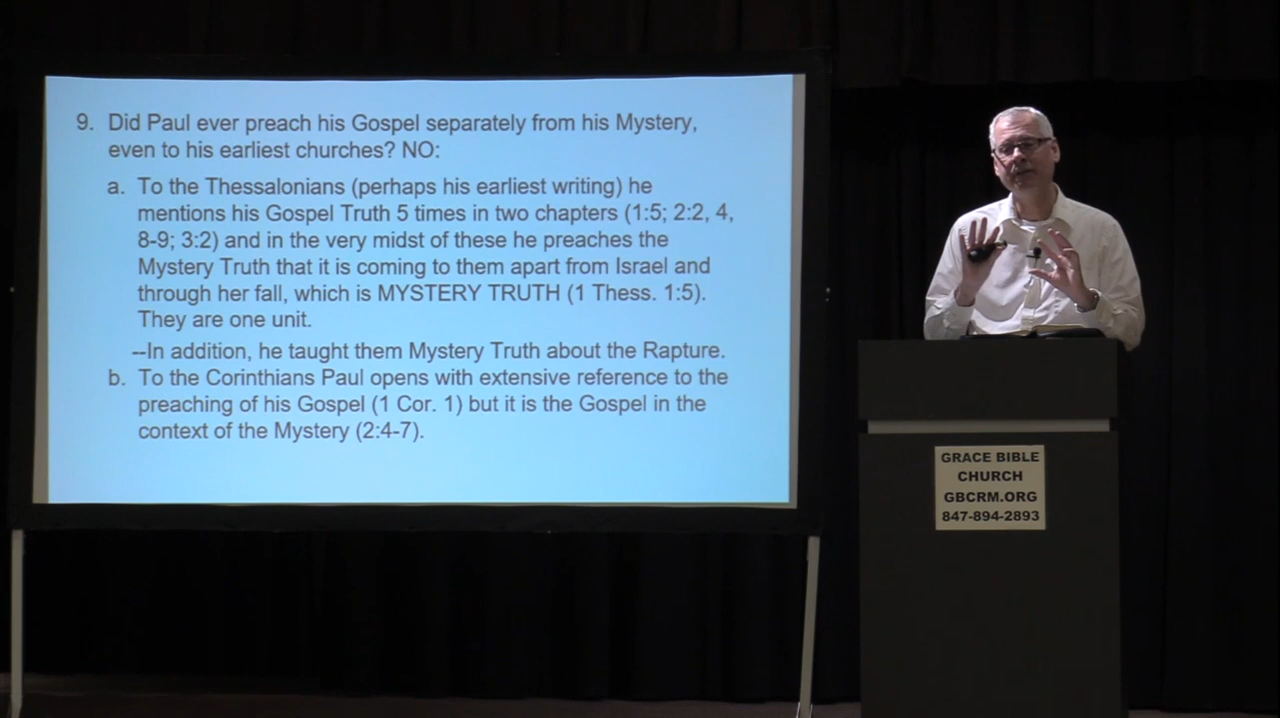 9. Did Paul ever preach his Gospel separately from his Mystery,
even to his earliest churches? NO:
a. To the Thessalonians (perhaps his earliest writing) he
mentions his Gospel Truth 5 times in two chapters (1:5; 2:2, 4,
8-9; 3:2) and in the very midst of these he preaches the
Mystery Truth that it is coming to them apart from Israel and
through her fall, which is MYSTERY TRUTH (1 Thess. 1:5).
They are one unit.
--In addition, he taught them Mystery Truth about the Rapture.
b. To the Corinthians Paul opens with extensive reference to the
preaching of his Gospel (1 Cor. 1) but it is the Gospel in the
context of the Mystery (2:4-7).
GRACE BIBLE
CHURCH
GBCRM.ORG
847-894-2893